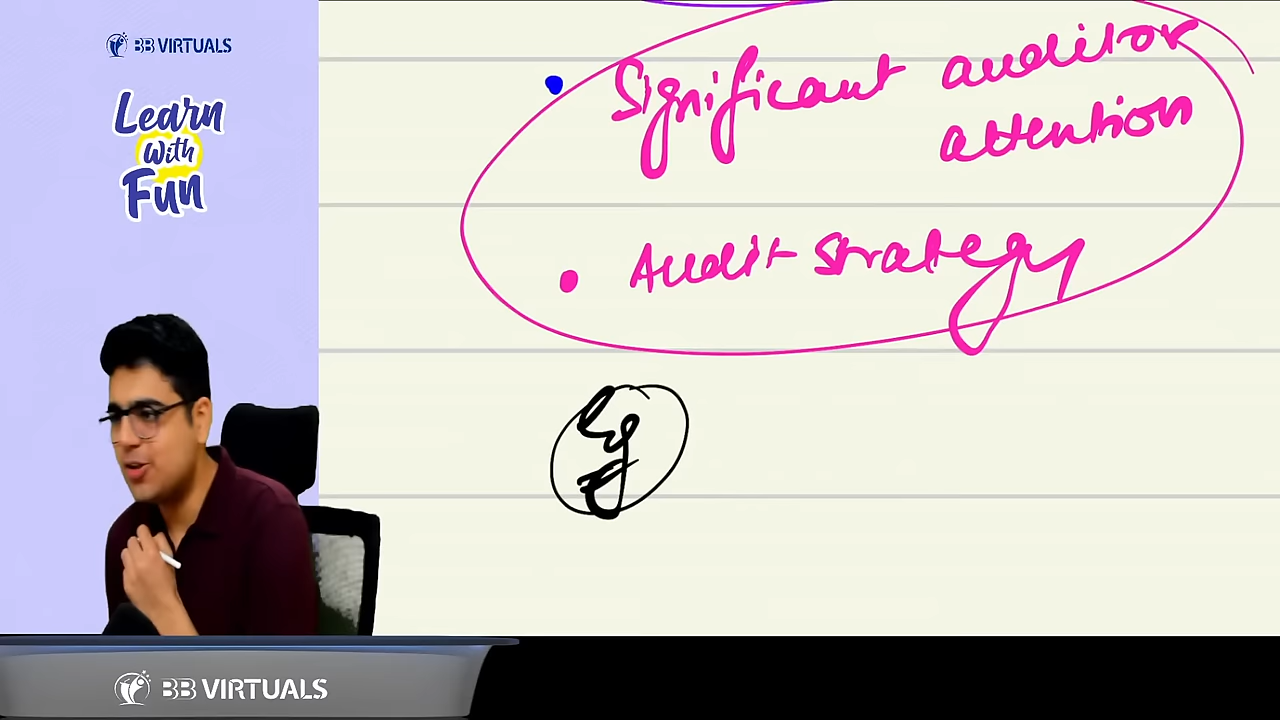 BB VIRTUALS
Learn
With
Fun
• Significant auditor
attention
• Audit strategy
Eg
BB VIRTUALS